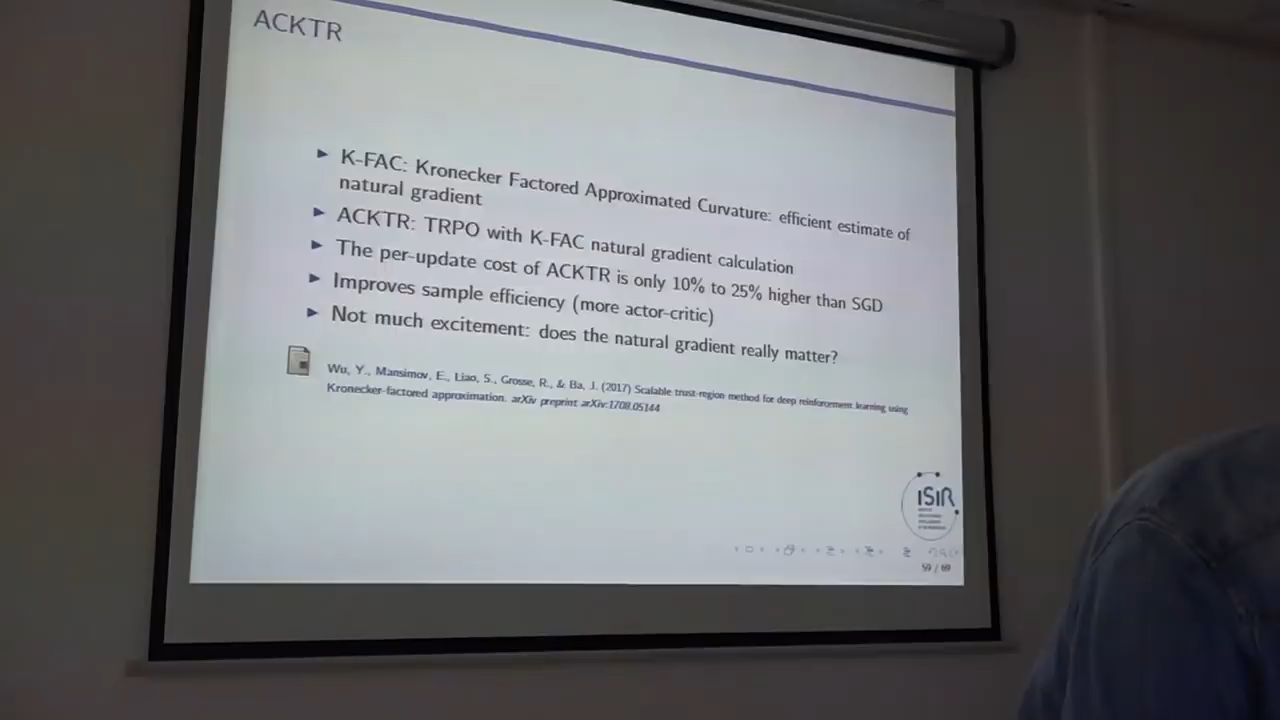 ACKTR
► K-FAC: Kronecker Factored Approximated Curvature: efficient estimate of
natural gradient
► ACKTR: TRPO with K-FAC natural gradient calculation
► The per-update cost of ACKTR is only 10% to 25% higher than SGD
► Improves sample efficiency (more actor-critic)
► Not much excitement: does the natural gradient really matter?
Wu, Y., Mansimov, E., Liao, S., Grosse, R., & Ba, J. (2017) Scalable trust-region method for deep reinforcement learning using
Kronecker-factored approximation. arXiv preprint arXiv:1708.05144
ISIR
59 / 69